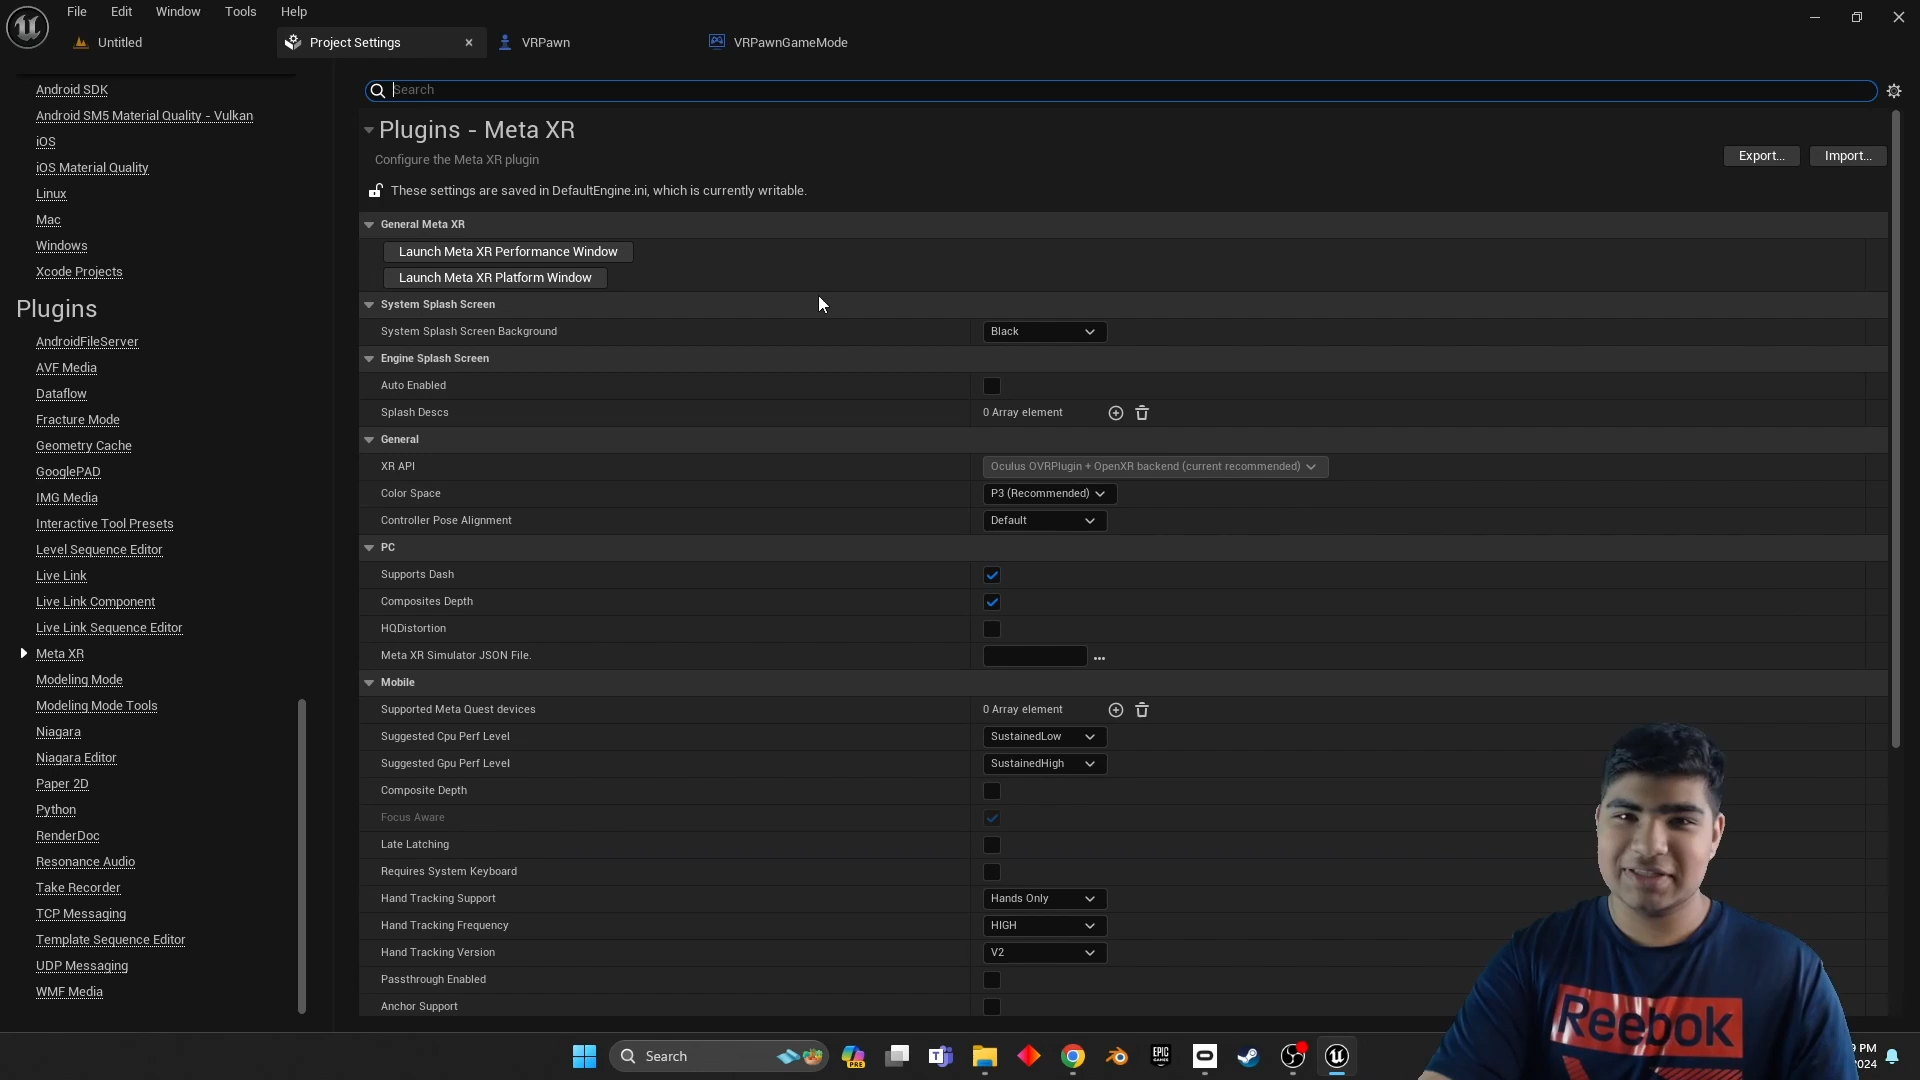 File Edit Window Tools Help
Untitled
Project Settings
VRPawn
VRPawnGameMode
Android SDK
Android SM5 Material Quality - Vulkan
iOS
iOS Material Quality
Linux
Mac
Windows
Xcode Projects
Plugins
AndroidFileServer
AVF Media
Dataflow
Fracture Mode
Geometry Cache
GooglePAD
IMG Media
Interactive Tool Presets
Level Sequence Editor
Live Link
Live Link Component
Live Link Sequence Editor
Meta XR
Modeling Mode
Modeling Mode Tools
Niagara
Niagara Editor
Paper 2D
Python
RenderDoc
Resonance Audio
Take Recorder
TCP Messaging
Template Sequence Editor
UDP Messaging
WMF Media
Search
Plugins - Meta XR
Configure the Meta XR plugin
Export...
Import...
These settings are saved in DefaultEngine.ini, which is currently writable.
General Meta XR
Launch Meta XR Performance Window
Launch Meta XR Platform Window
System Splash Screen
System Splash Screen Background Black
Engine Splash Screen
Auto Enabled
Splash Descs 0 Array element
General
XR API Oculus OVRPlugin + OpenXR backend (current recommended)
Color Space P3 (Recommended)
Controller Pose Alignment Default
PC
Supports Dash
Composites Depth
HQDistortion
Meta XR Simulator JSON File. ...
Mobile
Supported Meta Quest devices 0 Array element
Suggested Cpu Perf Level SustainedLow
Suggested Gpu Perf Level SustainedHigh
Composite Depth
Focus Aware
Late Latching
Requires System Keyboard
Hand Tracking Support Hands Only
Hand Tracking Frequency HIGH
Hand Tracking Version V2
Passthrough Enabled
Anchor Support
Reebok
Search
PRE
EPIC GAMES
9 PM
2024